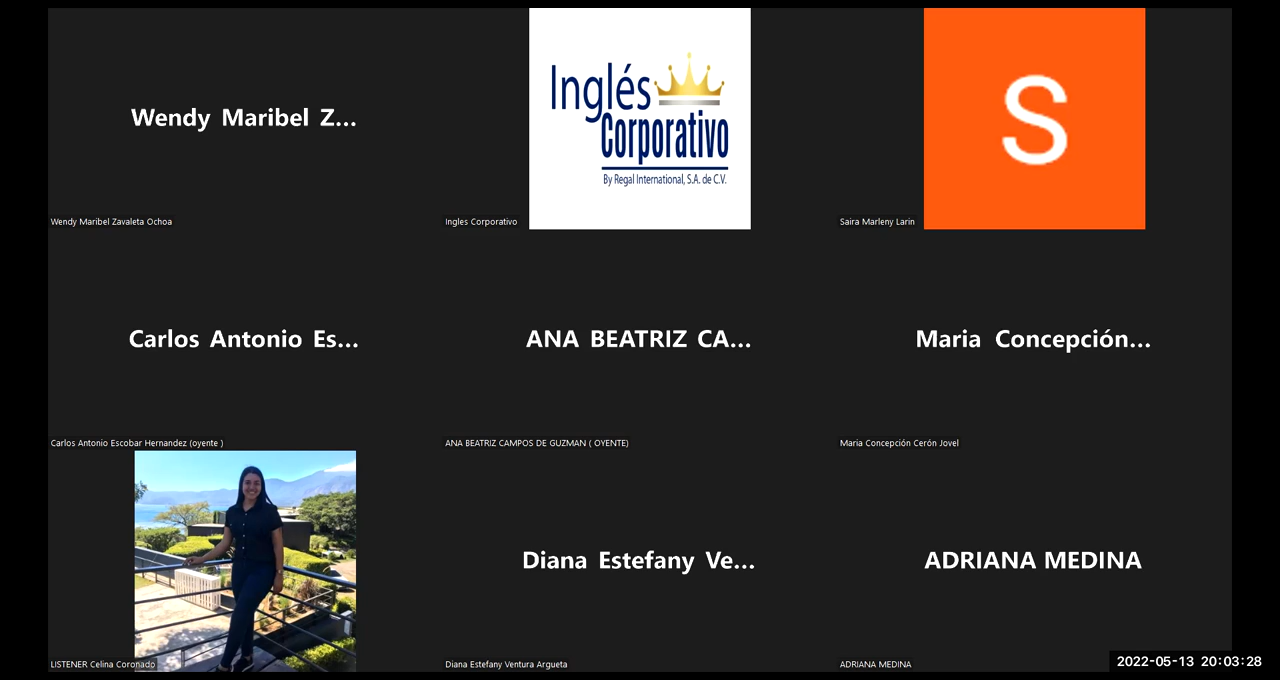 Wendy Maribel Z...
Inglés
Corporativo
By Regal International, S.A. de C.V.
S
Wendy Maribel Zavaleta Ochoa
Ingles Corporativo
Saira Marleny Larin
Carlos Antonio Es...
ANA BEATRIZ CA...
Maria Concepción...
Carlos Antonio Escobar Hernandez (oyente )
ANA BEATRIZ CAMPOS DE GUZMAN ( OYENTE)
Maria Concepción Cerón Jovel
Diana Estefany Ve...
ADRIANA MEDINA
LISTENER Celina Coronado
Diana Estefany Ventura Argueta
ADRIANA MEDINA
2022-05-13 20:03:28